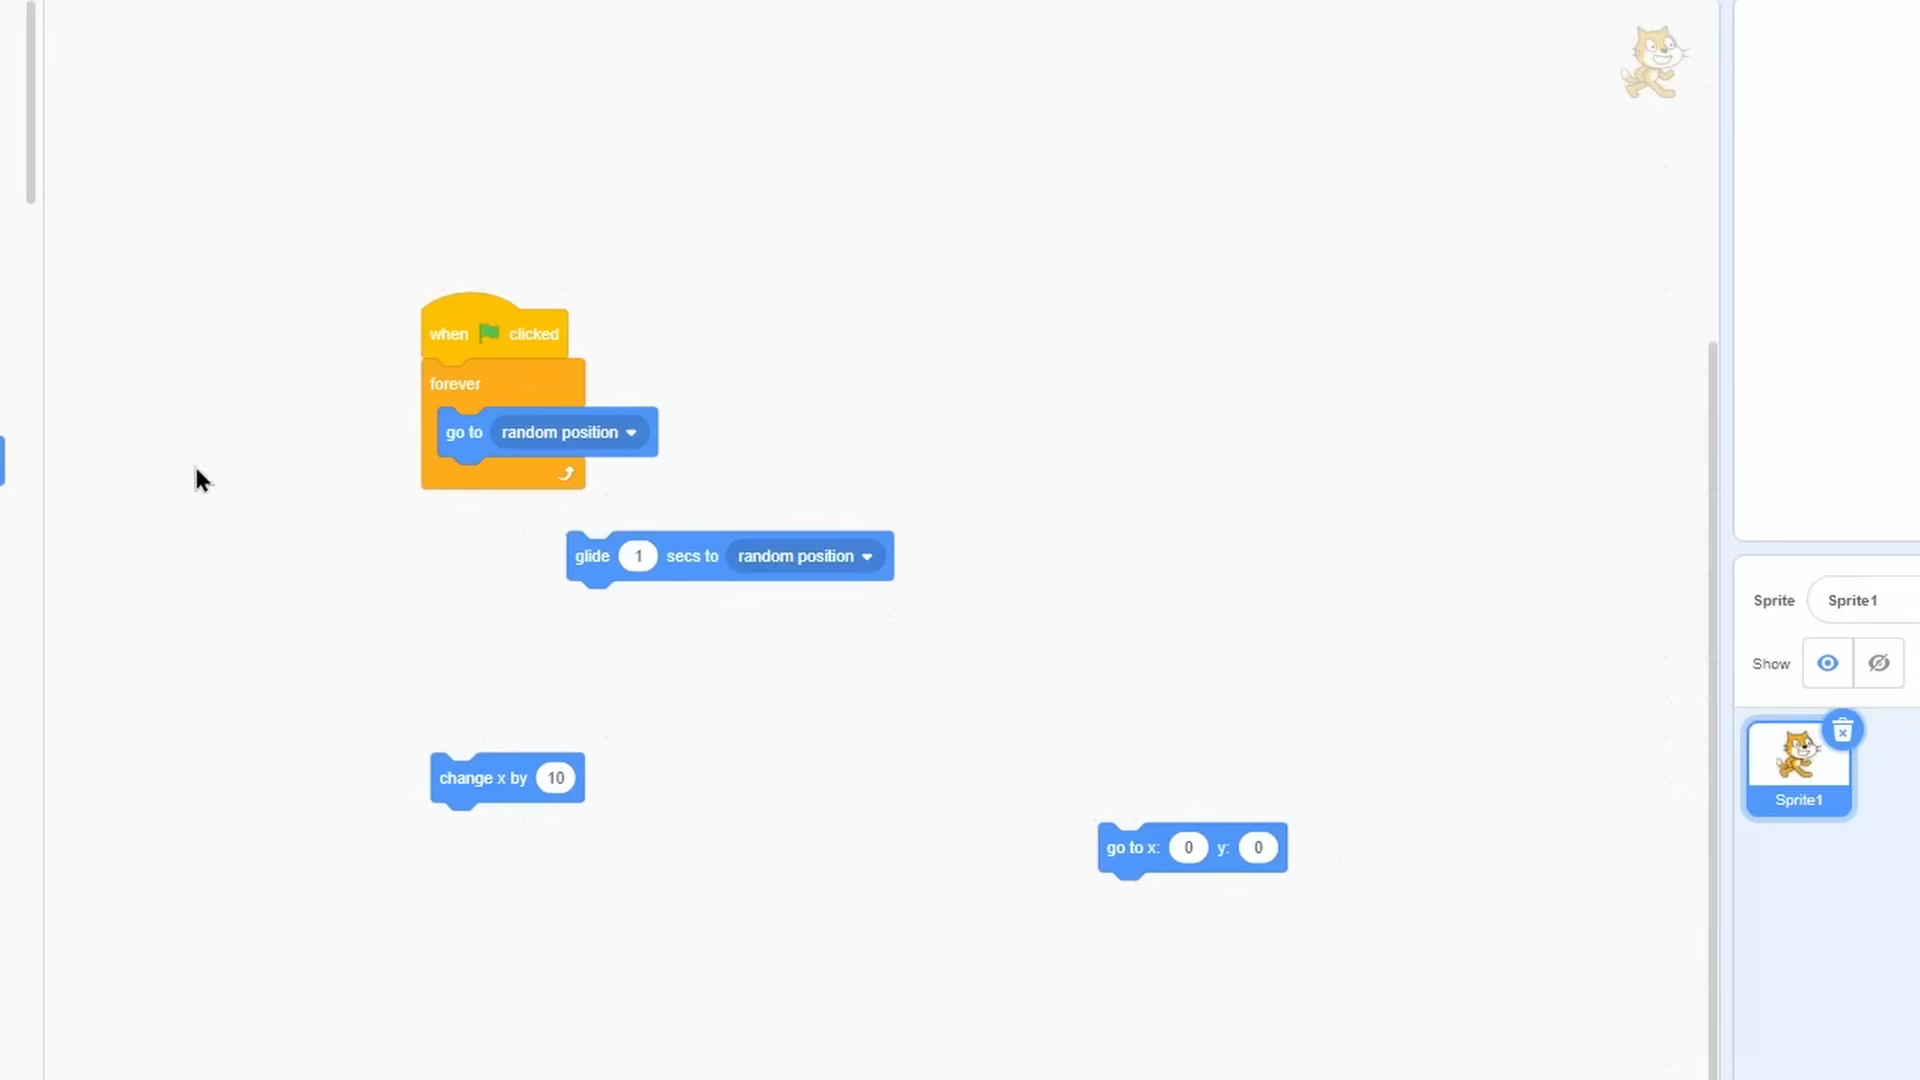 when clicked
forever
go to random position
glide 1 secs to random position
change x by 10
go to x: 0 y: 0
Sprite Sprite1
Show
Sprite1